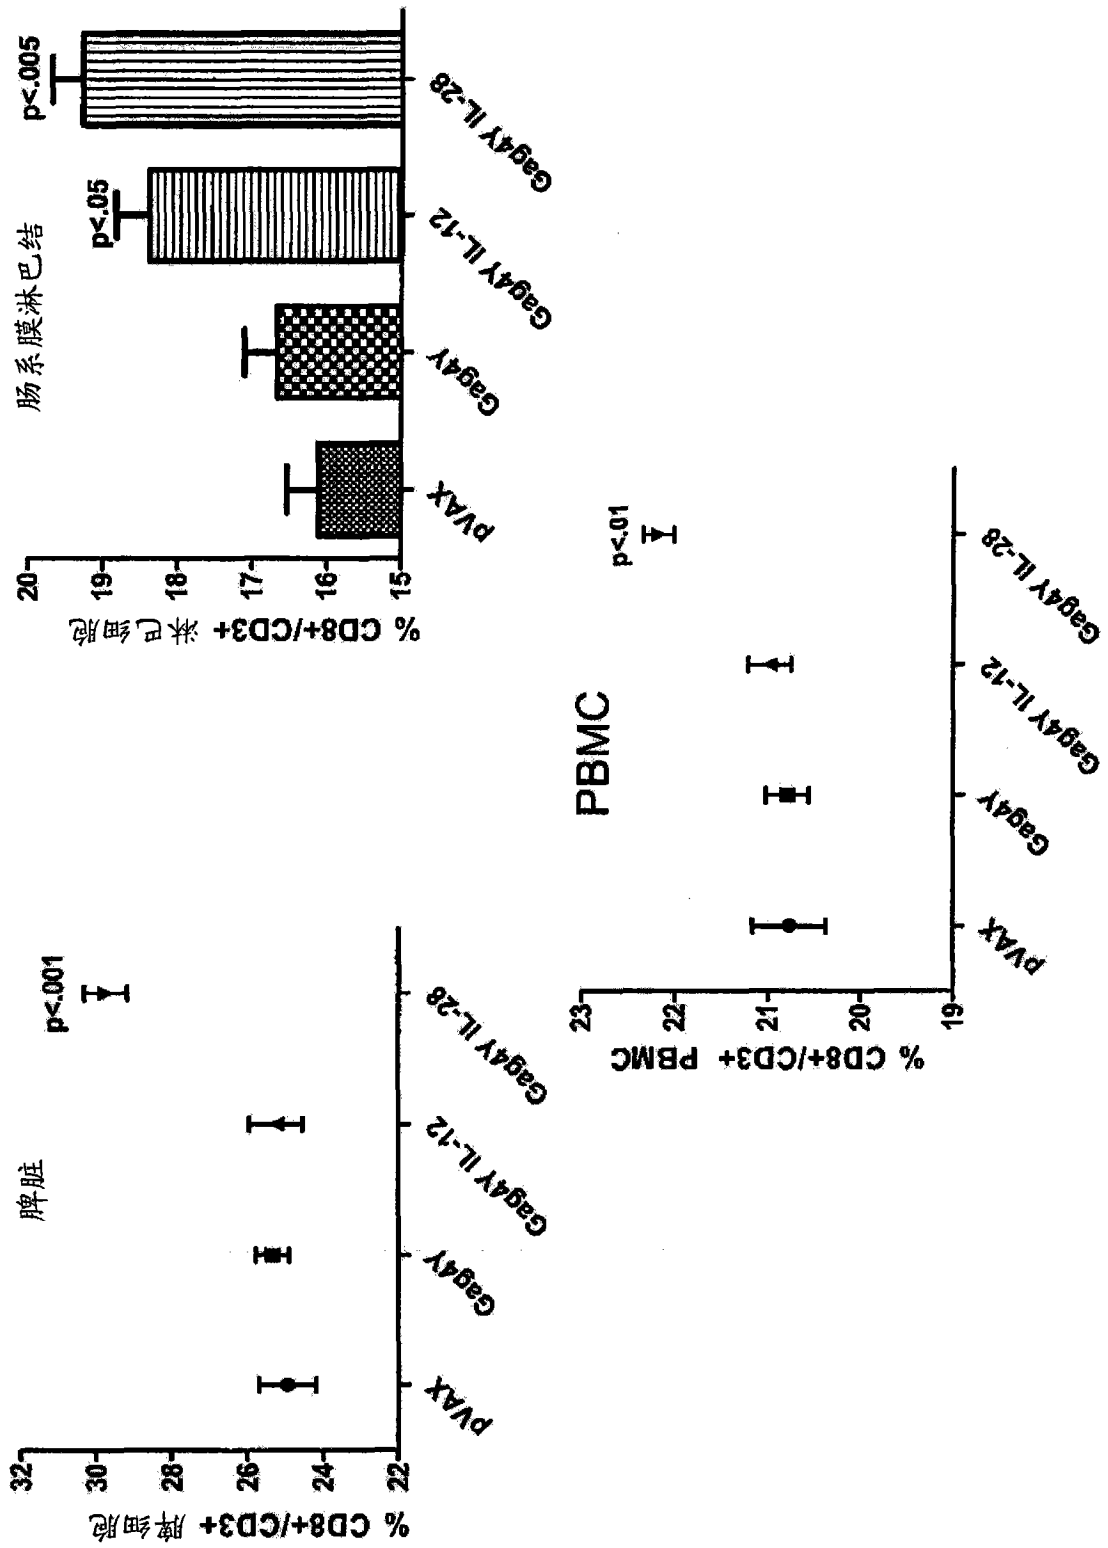 脾脏
% CD8+/CD3+ 脾细胞
32
30
28
26
24
22
p<.001
pVAX
Gag4Y
Gag4Y IL-12
Gag4Y IL-28
肠系膜淋巴结
% CD8+/CD3+ 淋巴细胞
20
19
18
17
16
15
p<.05
p<.005
pVAX
Gag4Y
Gag4Y IL-12
Gag4Y IL-28
PBMC
% CD8+/CD3+ PBMC
23
22
21
20
19
p<.01
pVAX
Gag4Y
Gag4Y IL-12
Gag4Y IL-28